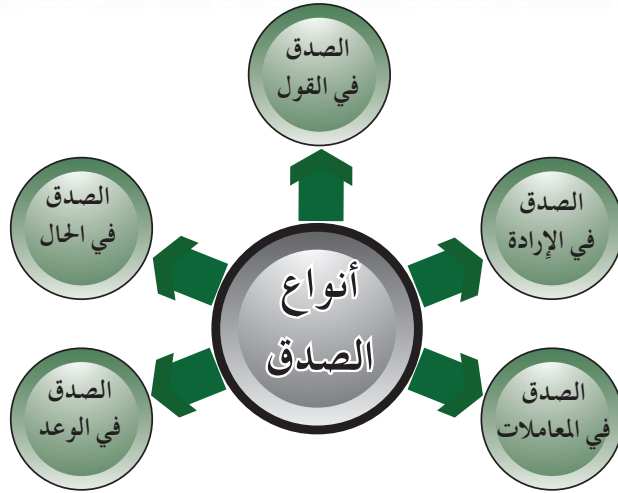 الصدق
في القول
الصدق
في الإرادة
الصدق
في الحال
أنواع
الصدق
الصدق
في المعاملات
الصدق
في الوعد